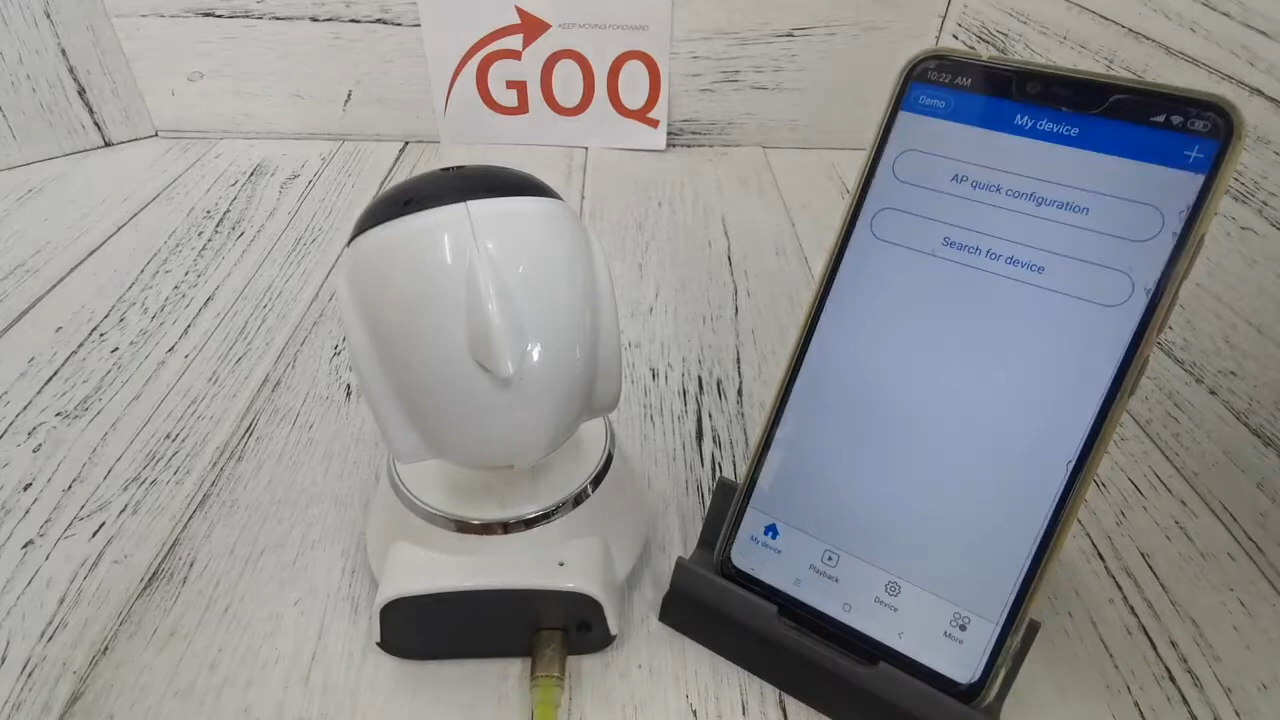 KEEP MOVING FORDWARD
GOQ
10:22 AM
Demo
My device
AP quick configuration
Search for device
My device
Playback
Device
More